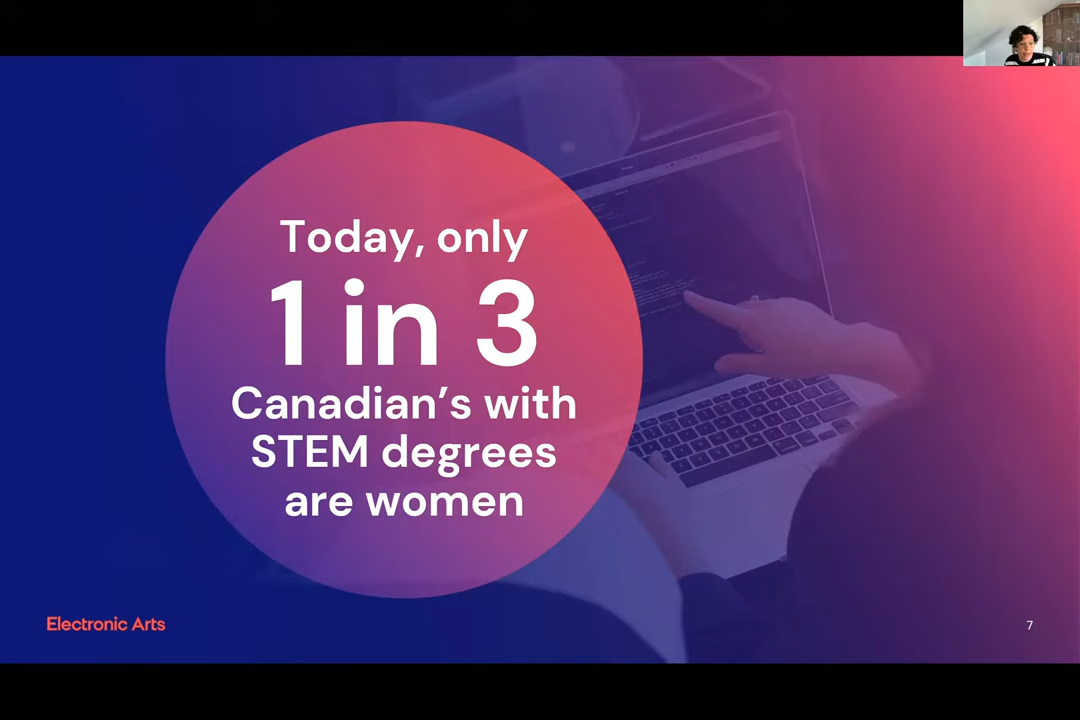 Today, only
1 in 3
Canadian’s with
STEM degrees
are women
Electronic Arts
7